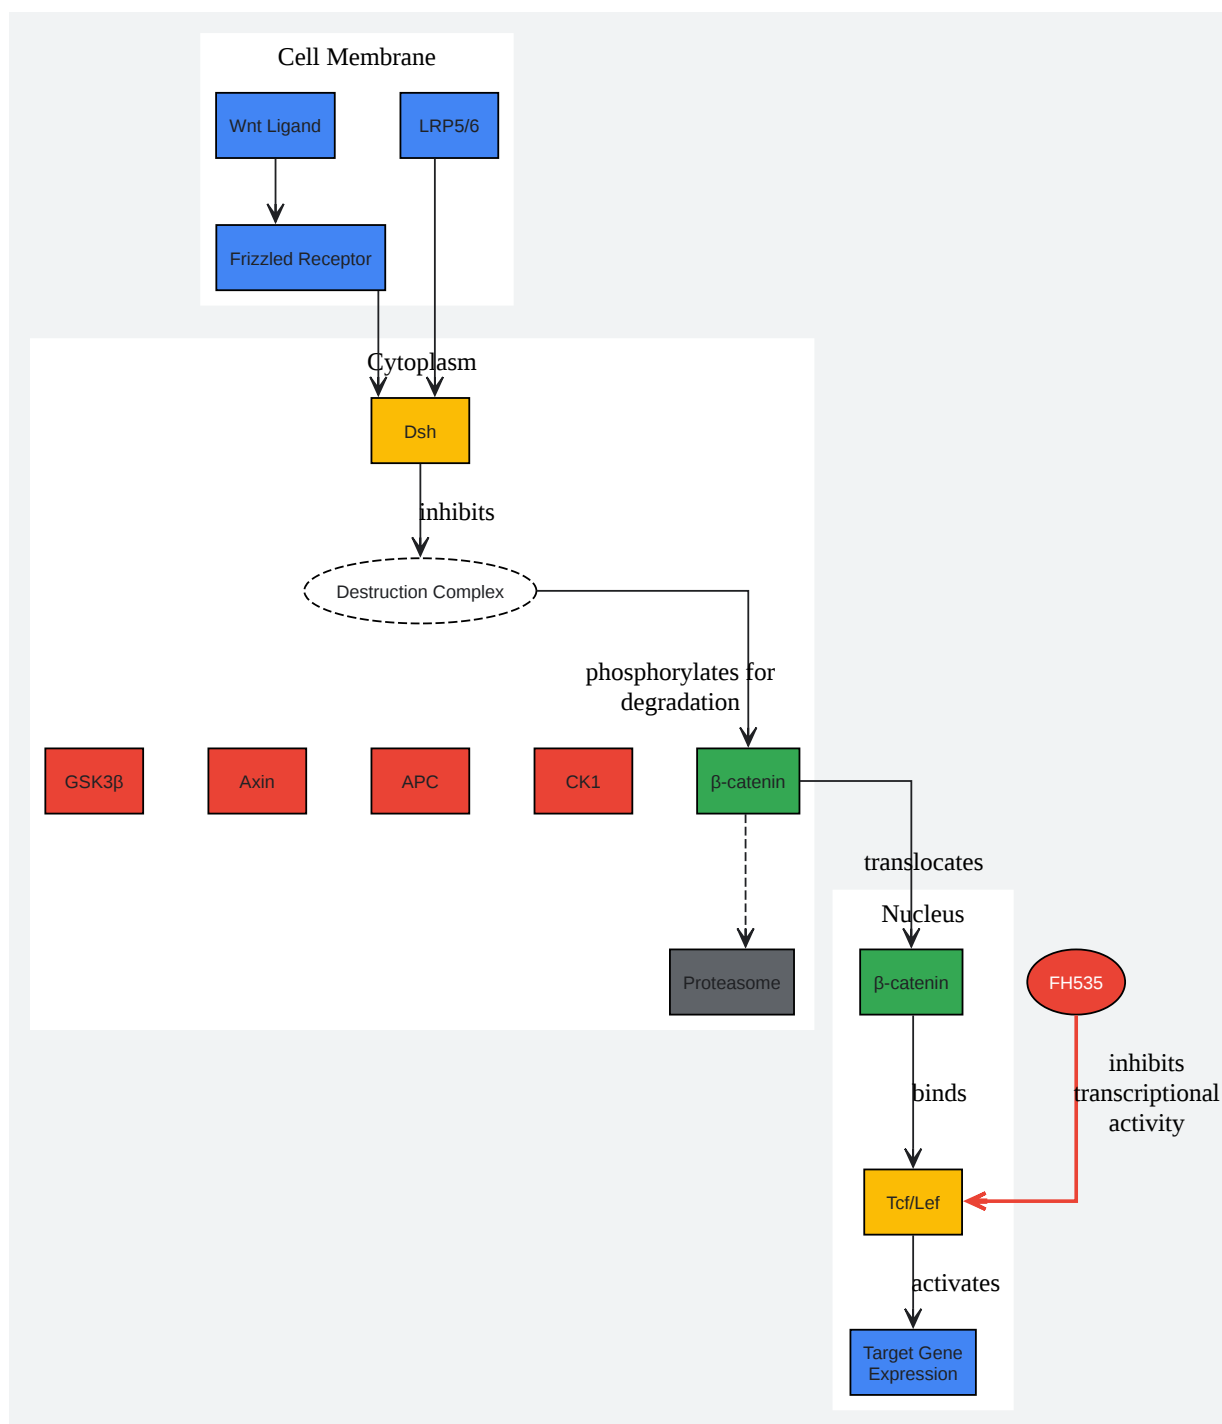 Cell Membrane
Wnt Ligand
LRP5/6
Frizzled Receptor
Cytoplasm
Dsh
inhibits
Destruction Complex
phosphorylates for
degradation
GSK3β
Axin
APC
CK1
β-catenin
translocates
Nucleus
Proteasome
β-catenin
FH535
inhibits
transcriptional
activity
binds
Tcf/Lef
activates
Target Gene
Expression